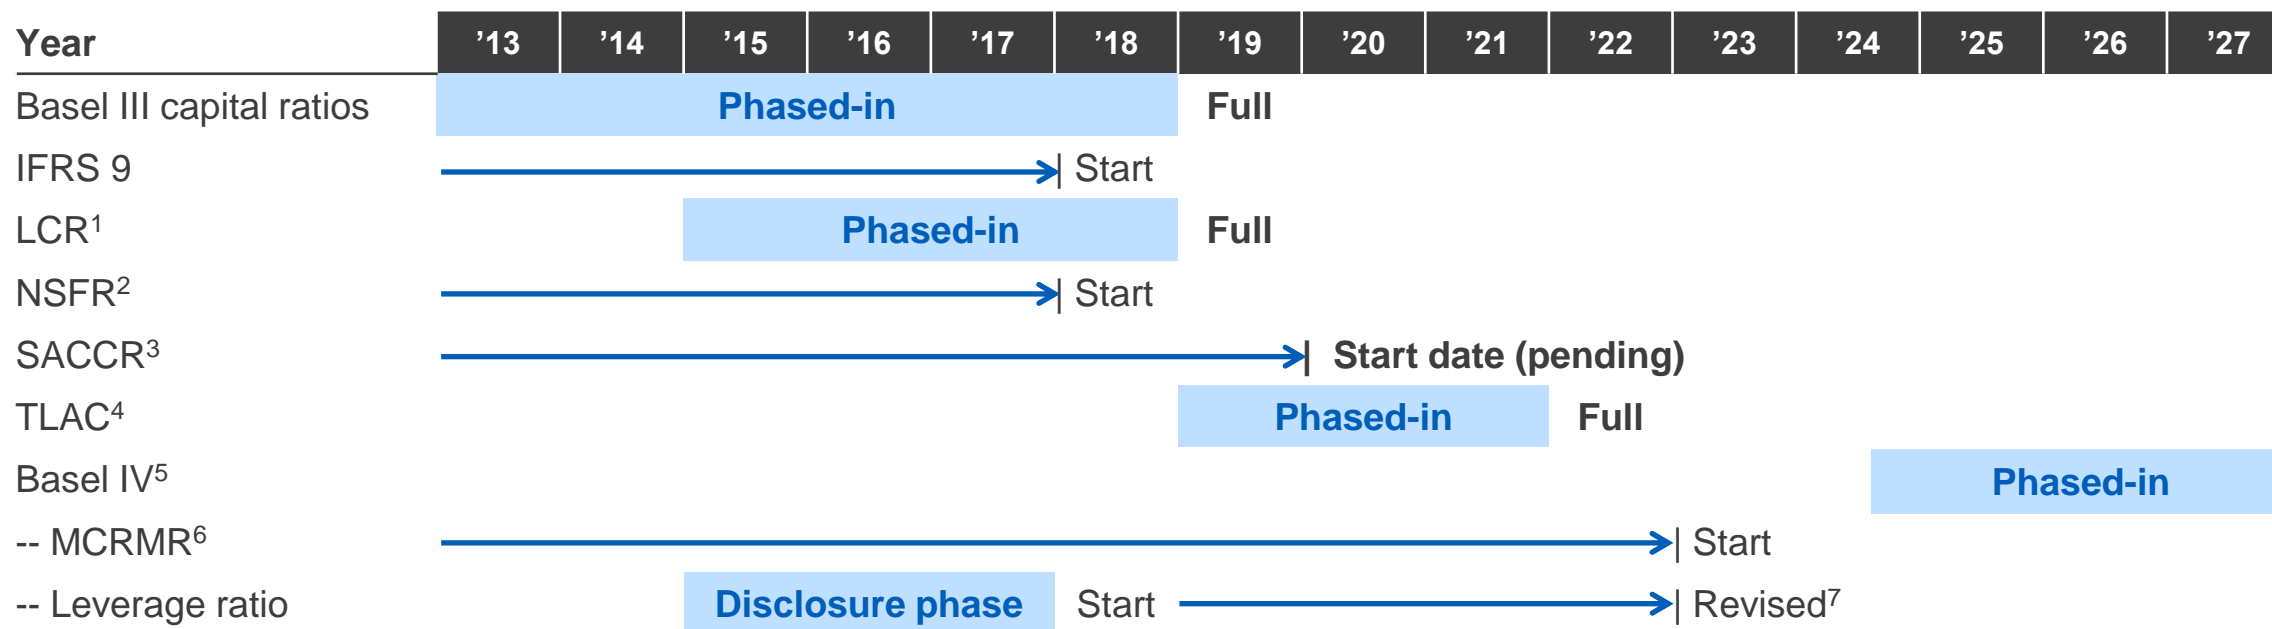 Year ’13 ’14 ’15 ’16 ’17 ’18 ’19 ’20 ’21 ’22 ’23 ’24 ’25 ’26 ’27
Basel III capital ratios Phased-in Full
IFRS 9 | Start
LCR¹ Phased-in Full
NSFR² | Start
SACCR³ | Start date (pending)
TLAC⁴ Phased-in Full
Basel IV⁵ Phased-in
-- MCRMR⁶ | Start
-- Leverage ratio Disclosure phase Start | Revised⁷